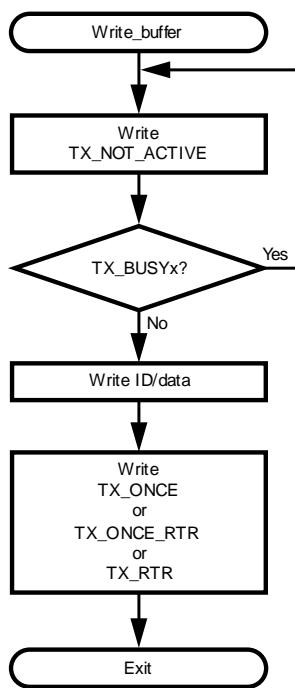 Write_buffer
Write
TX_NOT_ACTIVE
TX_BUSYx?
Yes
No
Write ID/data
Write
TX_ONCE
or
TX_ONCE_RTR
or
TX_RTR
Exit